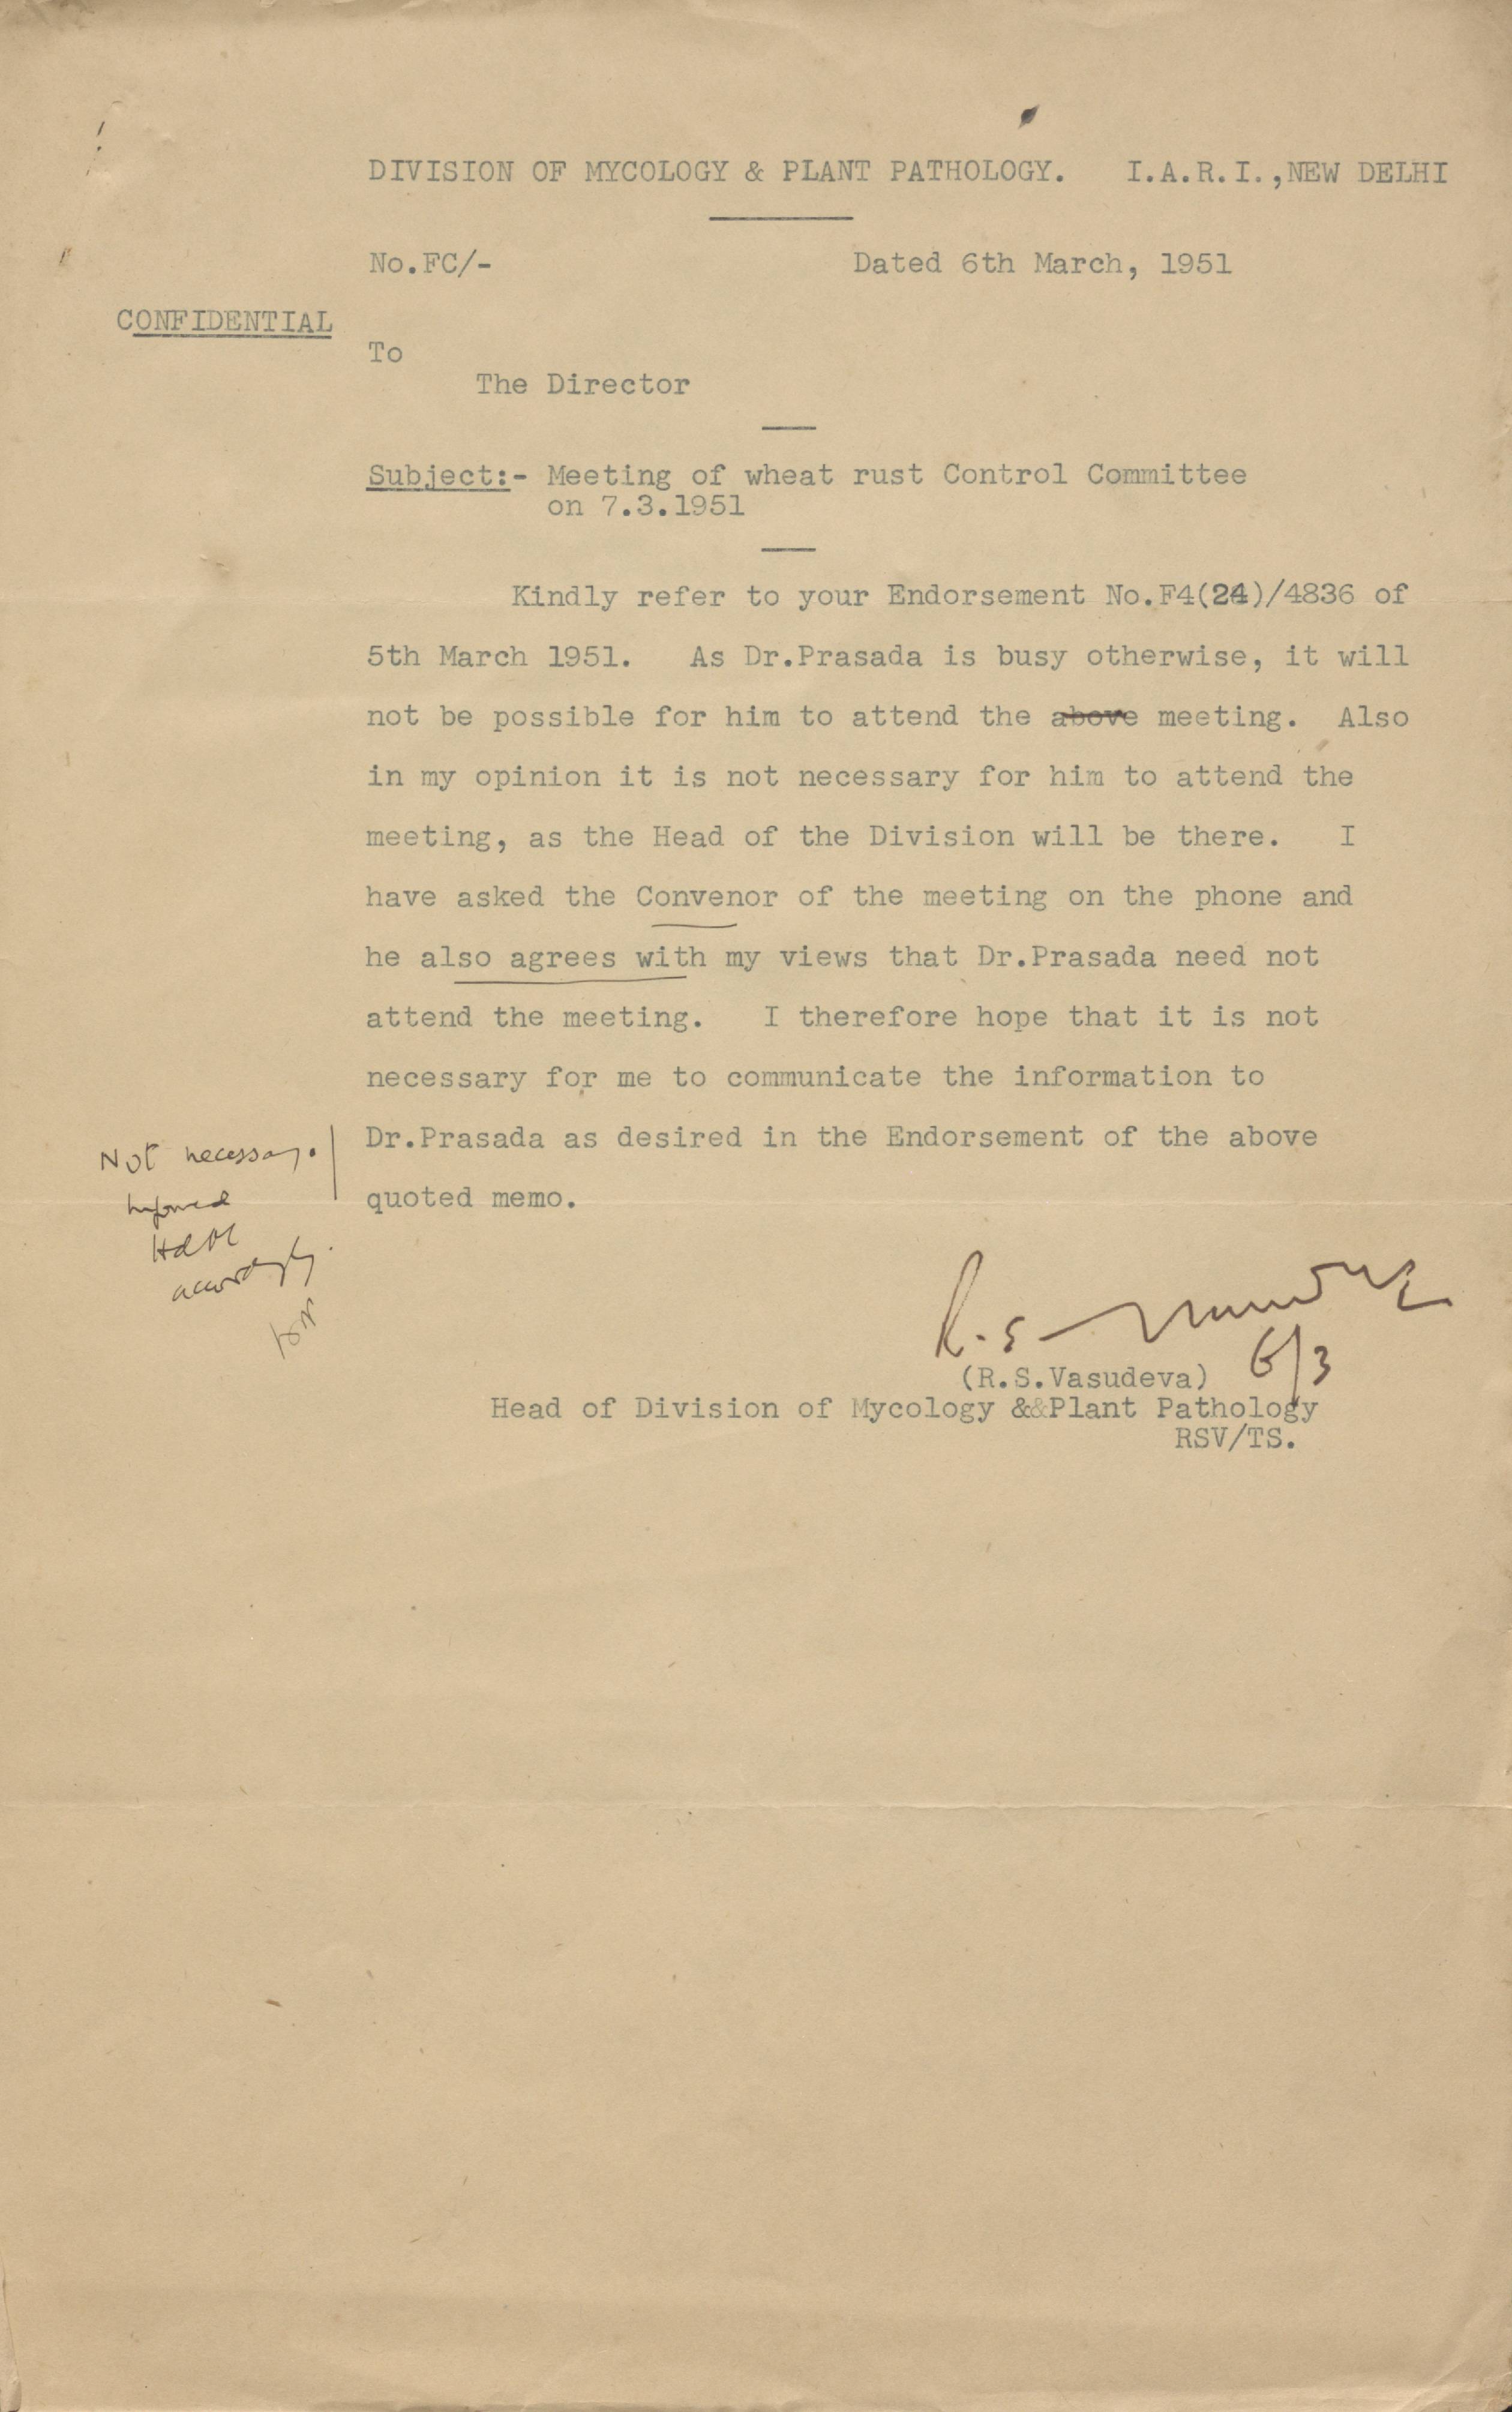 DIVISION OF MYCOLOGY & PLANT PATHOLOGY. I.A.R.I.,NEW DELHI
No.FC/- Dated 6th March, 1951
CONFIDENTIAL
To
The Director
Subject:- Meeting of wheat rust Control Committee
on 7.3.1951
Kindly refer to your Endorsement No.F4(24)/4836 of
5th March 1951. As Dr.Prasada is busy otherwise, it will
not be possible for him to attend the above meeting. Also
in my opinion it is not necessary for him to attend the
meeting, as the Head of the Division will be there. I
have asked the Convenor of the meeting on the phone and
he also agrees with my views that Dr.Prasada need not
attend the meeting. I therefore hope that it is not
necessary for me to communicate the information to
Dr.Prasada as desired in the Endorsement of the above
quoted memo.
Not necessary.
Informed
accordingly.
6/3
(R.S.Vasudeva)
Head of Division of Mycology &&Plant Pathology
RSV/TS.